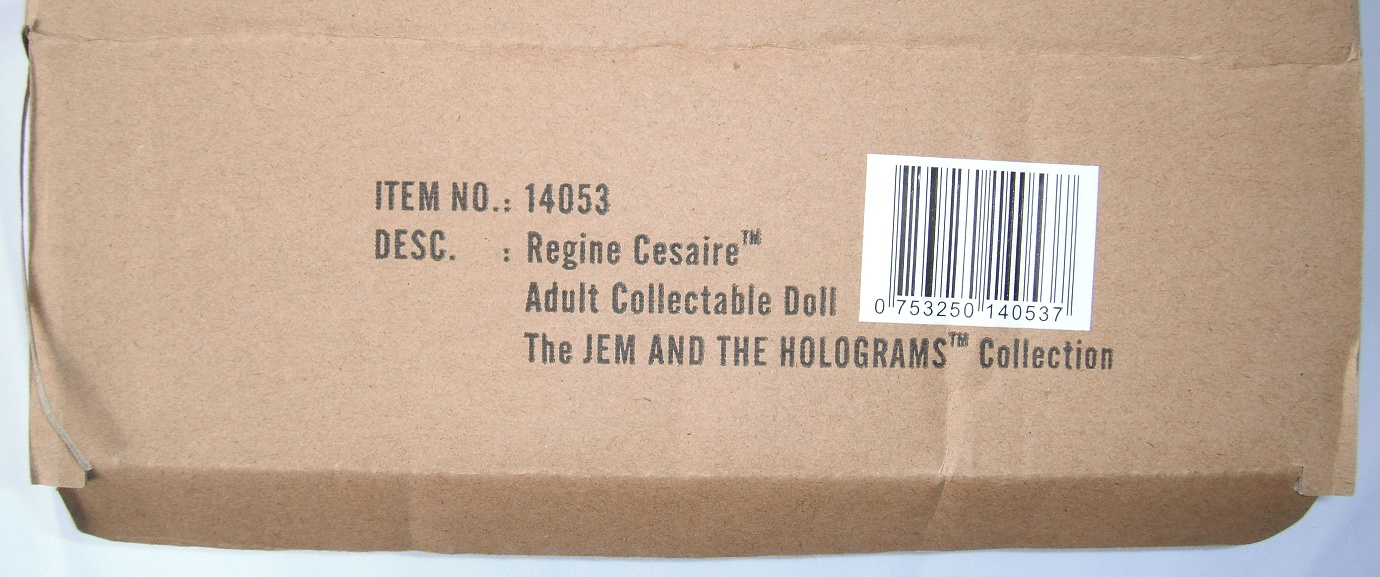 ITEM NO.: 14053
DESC. : Regine Cesaire™
Adult Collectable Doll
The JEM AND THE HOLOGRAMS™ Collection
0 753250 140537